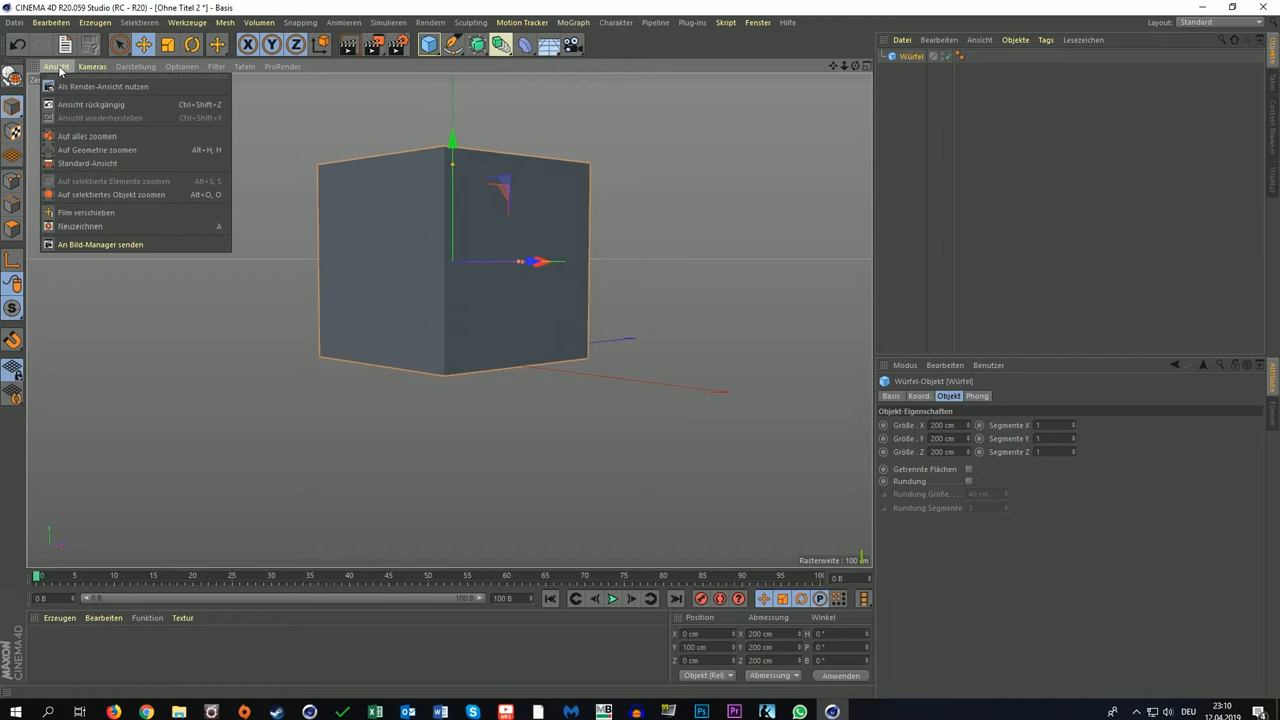 CINEMA 4D R20.059 Studio (RC - R20) - [Ohne Titel 2 *] - Basis
Datei Bearbeiten Erzeugen Selektieren Werkzeuge Mesh Volumen Snapping Animieren Simulieren Rendern Sculpting Motion Tracker MoGraph Character Pipeline Plug-ins Skript Fenster Hilfe Layout: Standard
X Y Z
Datei Bearbeiten Ansicht Objekte Tags Lesezeichen
Würfel
Ansicht Kameras Darstellung Optionen Filter Tafeln ProRender
Als Render-Ansicht nutzen
Ansicht rückgängig Ctrl+Shift+Z
Ansicht wiederherstellen Ctrl+Shift+Y
Auf alles zoomen
Auf Geometrie zoomen Alt+H, H
Standard-Ansicht
Auf selektierte Elemente zoomen Alt+S, S
Auf selektiertes Objekt zoomen Alt+O, O
Film verschieben
Neuzeichnen A
An Bild-Manager senden
Objekte
Takes
Content Browser
Struktur
Modus Bearbeiten Benutzer
Würfel-Objekt [Würfel]
Basis Koord. Objekt Phong
Objekt-Eigenschaften
Größe . X 200 cm Segmente X 1
Größe . Y 200 cm Segmente Y 1
Größe . Z 200 cm Segmente Z 1
Getrennte Flächen
Rundung
Rundung Größe 40 cm
Rundung Segmente 5
Attribute
Ebenen
Y
Z
Rasterweite : 100 cm
0 5 10 15 20 25 30 35 40 45 50 55 60 65 70 75 80 85 90 95 100 0 B
0 B 0 B 100 B 100 B
Erzeugen Bearbeiten Funktion Textur
Position Abmessung Winkel
X 0 cm X 200 cm H 0 °
Y 100 cm Y 200 cm P 0 °
Z 0 cm Z 200 cm B 0 °
Objekt (Rel) Abmessung Anwenden
MAXON
CINEMA 4D
DEU
23:10
12.04.2019